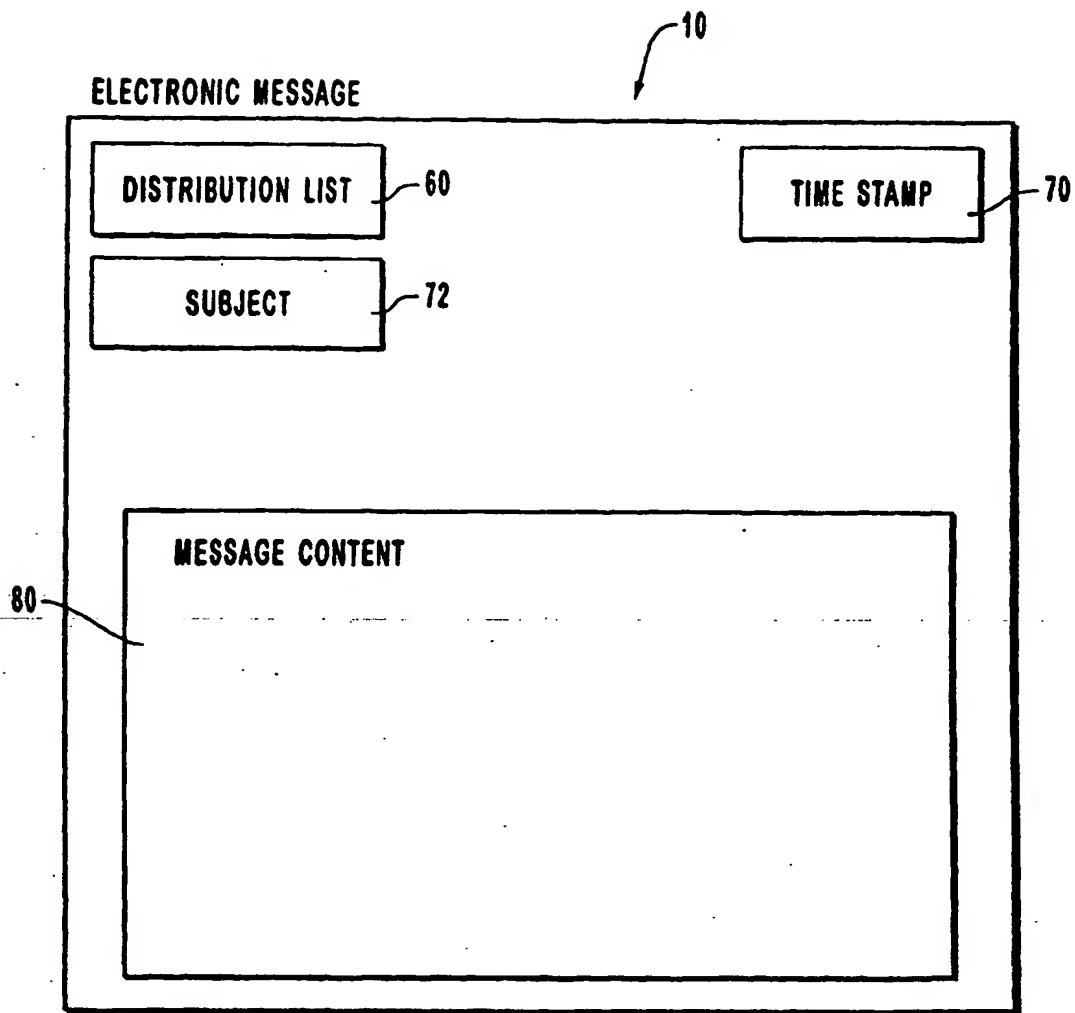 10
ELECTRONIC MESSAGE
DISTRIBUTION LIST
60
TIME STAMP
70
SUBJECT
72
MESSAGE CONTENT
80